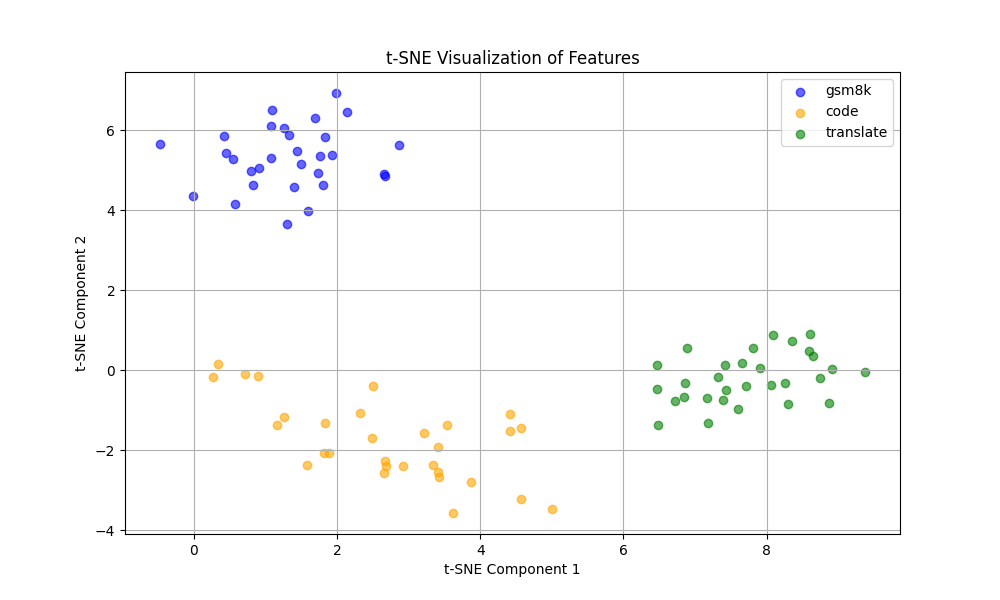 t-SNE Visualization of Features
gsm8k
code
translate
6
4
2
0
−2
−4
t-SNE Component 2
0
2
4
6
8
t-SNE Component 1